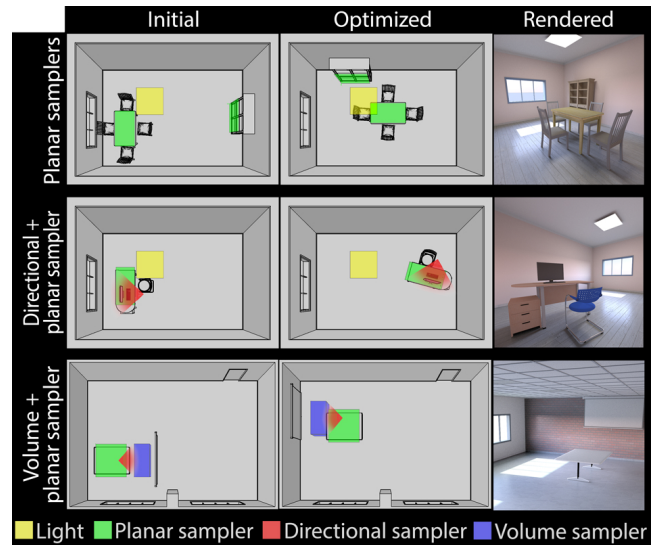 Initial Optimized Rendered
Planar samplers
Directional +
planar sampler
Volume +
planar sampler
Light Planar sampler Directional sampler Volume sampler